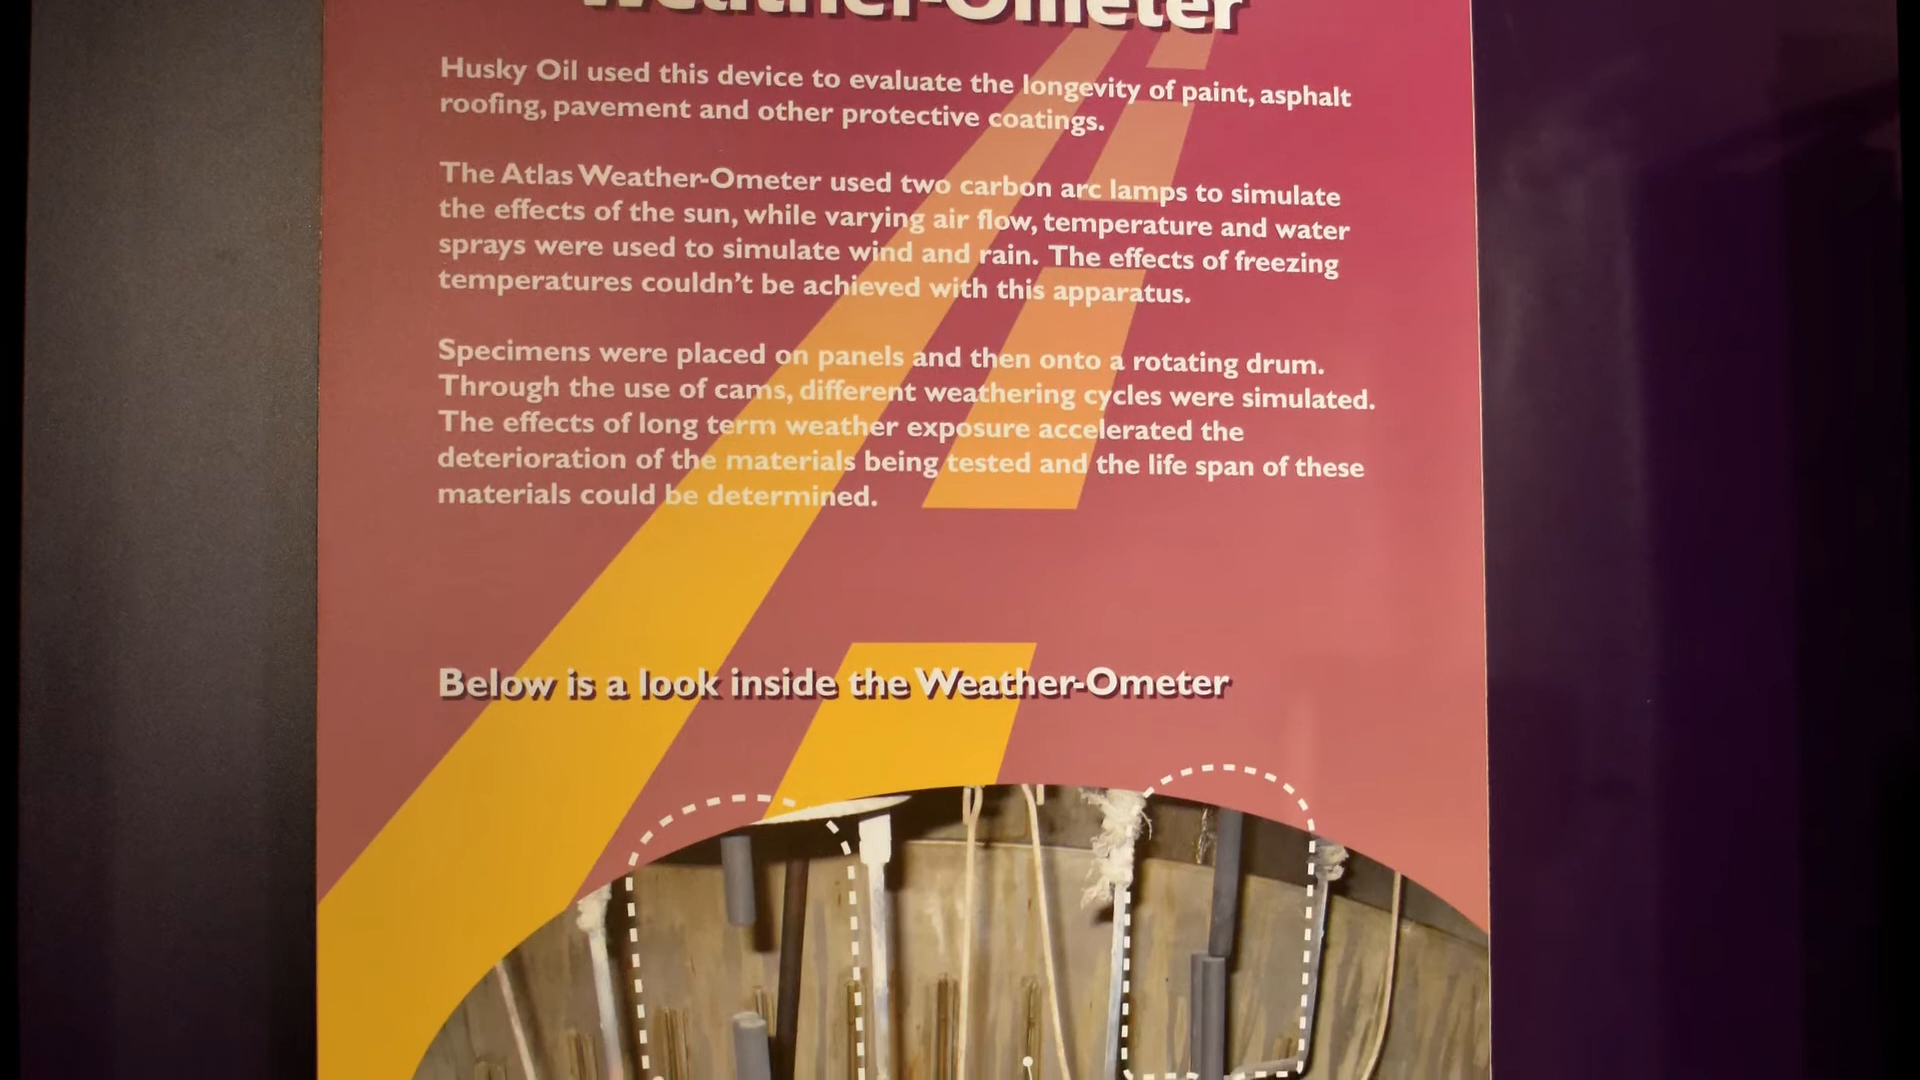 Weather-Ometer
Husky Oil used this device to evaluate the longevity of paint, asphalt
roofing, pavement and other protective coatings.
The Atlas Weather-Ometer used two carbon arc lamps to simulate
the effects of the sun, while varying air flow, temperature and water
sprays were used to simulate wind and rain. The effects of freezing
temperatures couldn't be achieved with this apparatus.
Specimens were placed on panels and then onto a rotating drum.
Through the use of cams, different weathering cycles were simulated.
The effects of long term weather exposure accelerated the
deterioration of the materials being tested and the life span of these
materials could be determined.
Below is a look inside the Weather-Ometer